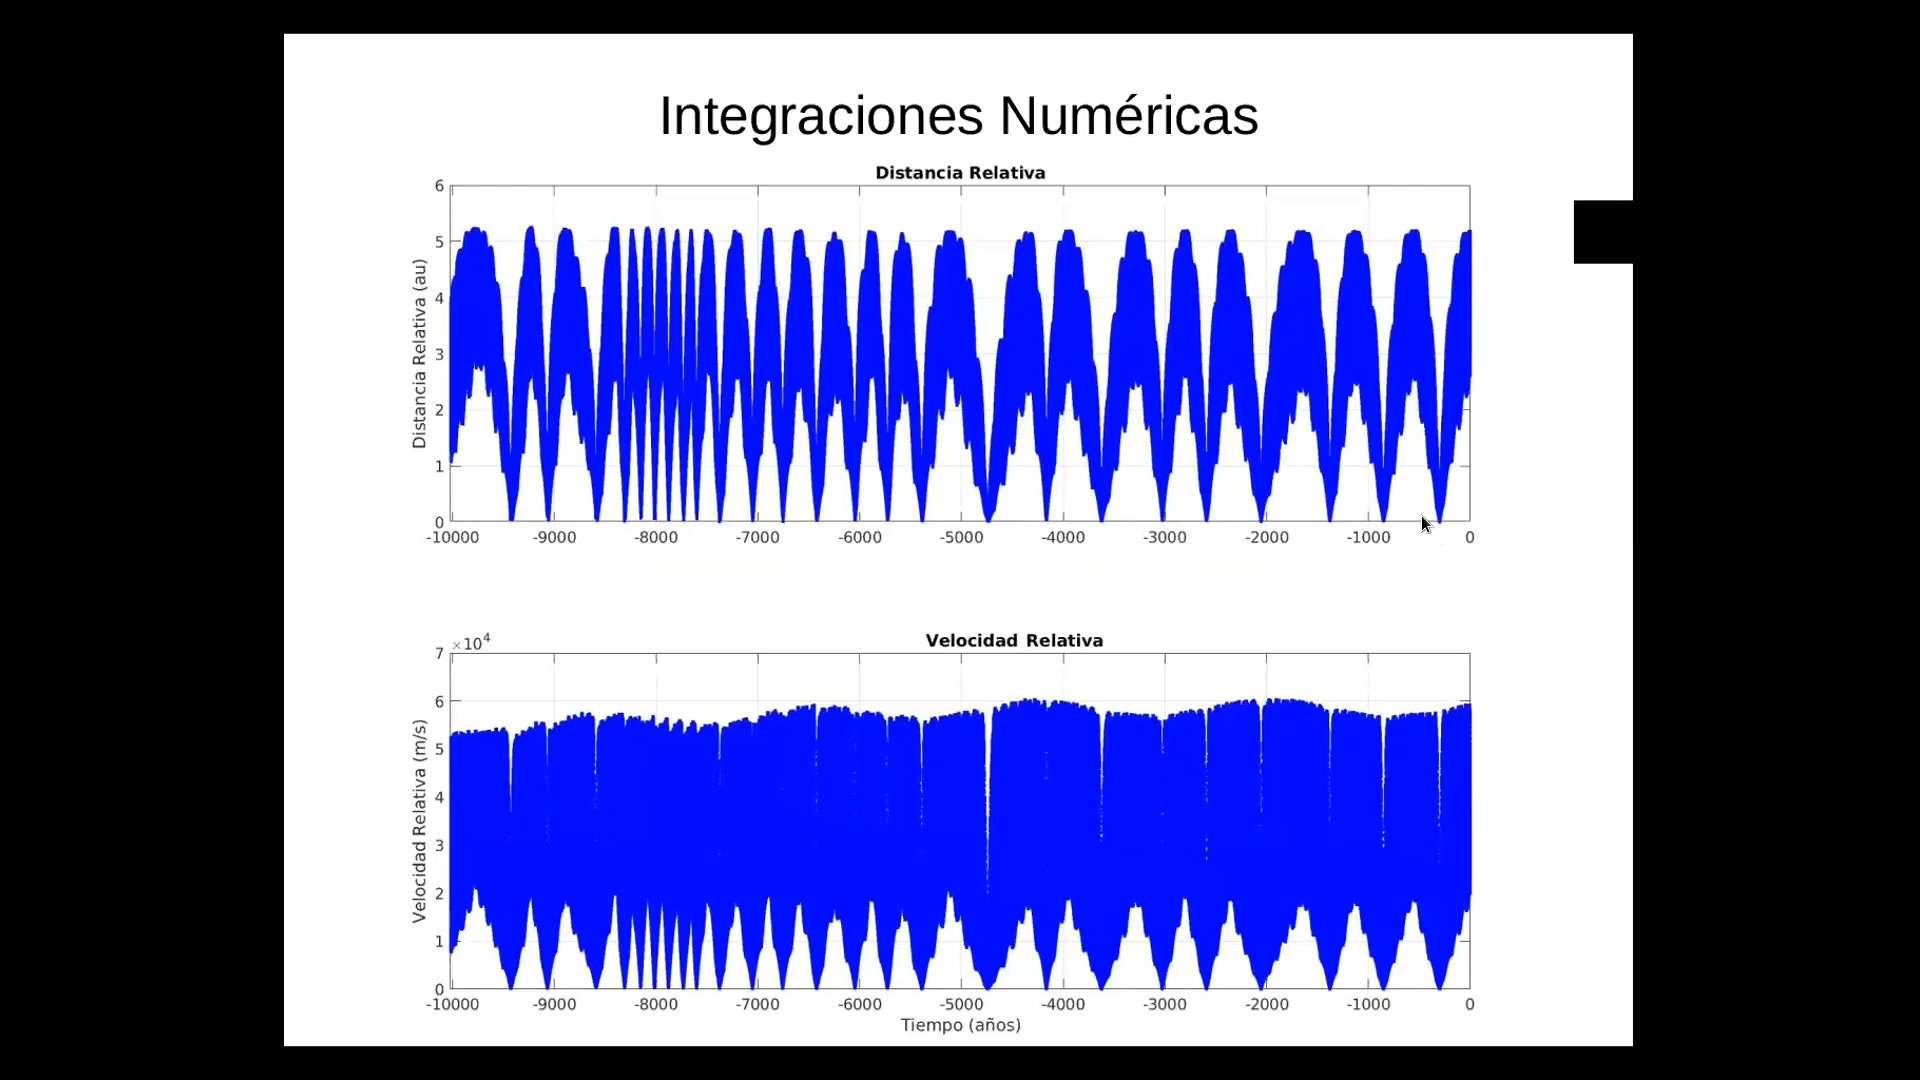 Integraciones Numéricas
Distancia Relativa
6
5
4
3
2
1
0
Distancia Relativa (au)
-10000 -9000 -8000 -7000 -6000 -5000 -4000 -3000 -2000 -1000 0
×10⁴
Velocidad Relativa
7
6
5
4
3
2
1
0
Velocidad Relativa (m/s)
-10000 -9000 -8000 -7000 -6000 -5000 -4000 -3000 -2000 -1000 0
Tiempo (años)